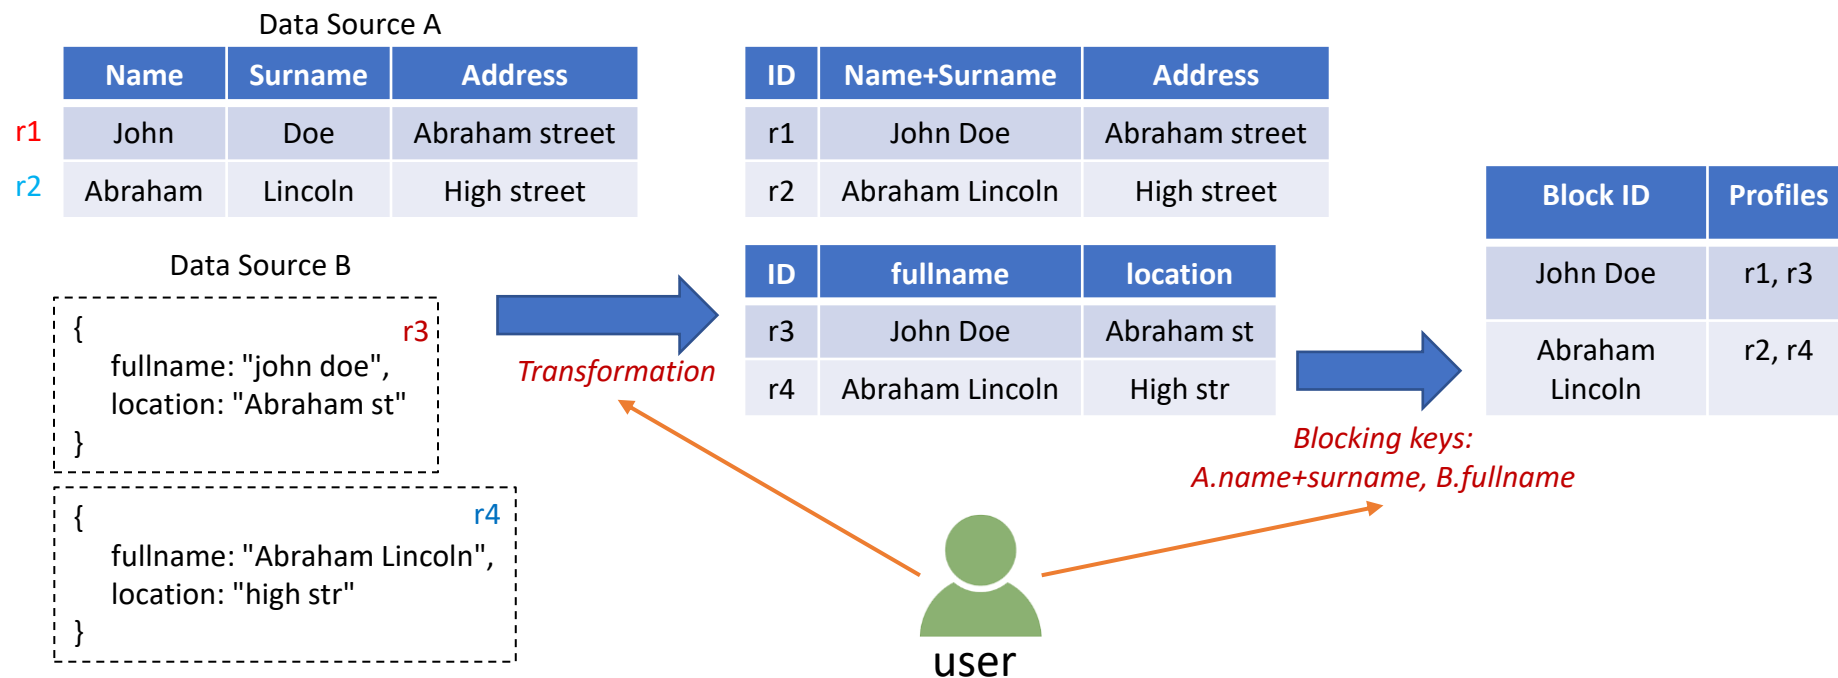 Data Source A
Name Surname Address
r1 John Doe Abraham street
r2 Abraham Lincoln High street
Data Source B
{ r3
fullname: "john doe",
location: "Abraham st"
}
{ r4
fullname: "Abraham Lincoln",
location: "high str"
}
Transformation
ID Name+Surname Address
r1 John Doe Abraham street
r2 Abraham Lincoln High street
ID fullname location
r3 John Doe Abraham st
r4 Abraham Lincoln High str
Blocking keys:
A.name+surname, B.fullname
user
Block ID Profiles
John Doe r1, r3
Abraham r2, r4
Lincoln